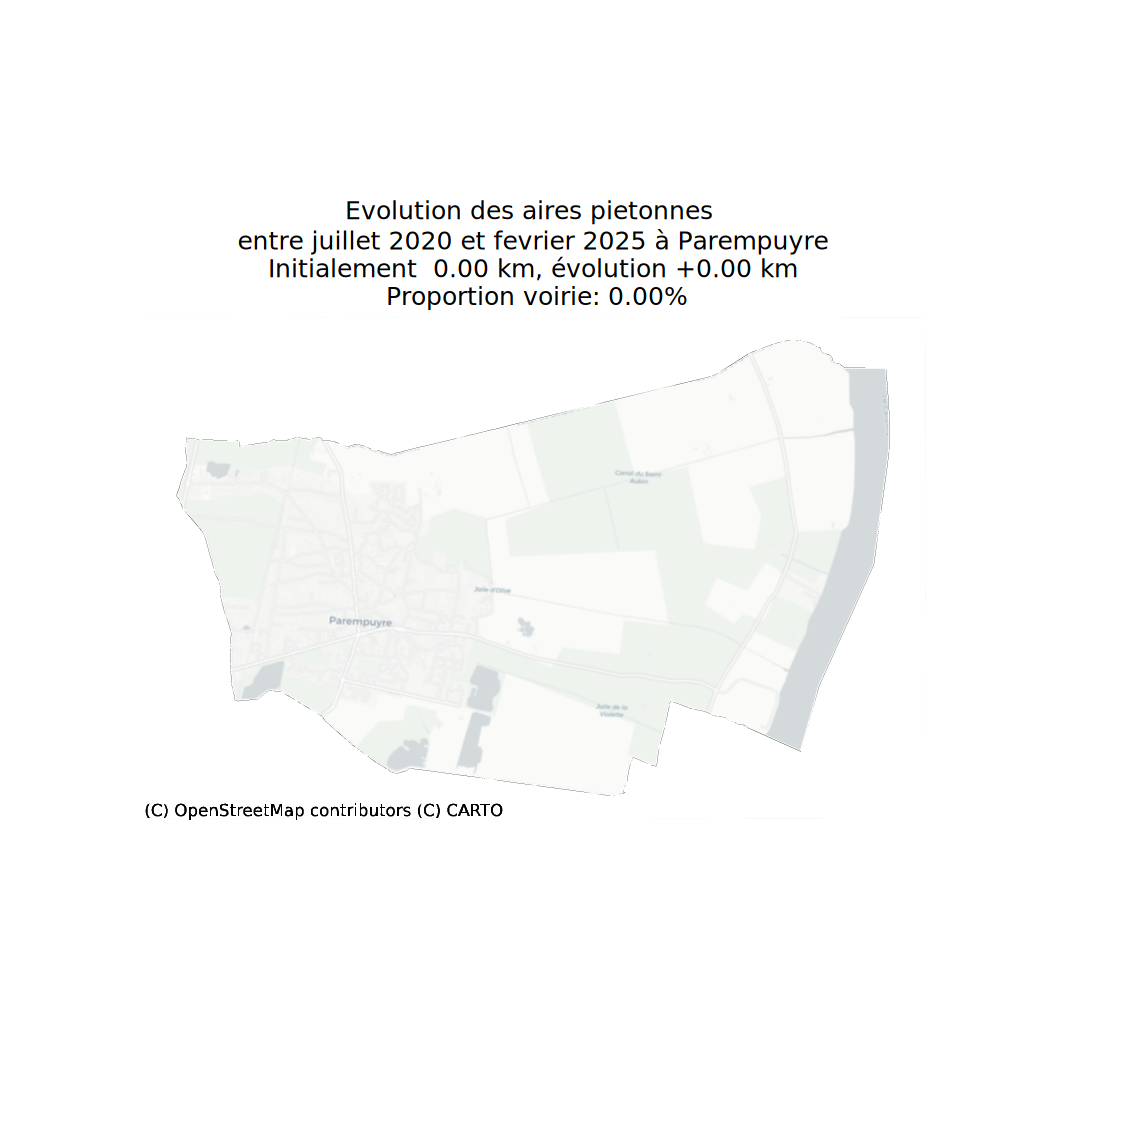 Evolution des aires pietonnes
entre juillet 2020 et fevrier 2025 à Parempuyre
Initialement  0.00 km, évolution +0.00 km
Proportion voirie: 0.00%
Canal du Saint-
Aubin
Jalle d'Olive
Parempuyre
Jalle de la
Violette
(C) OpenStreetMap contributors (C) CARTO